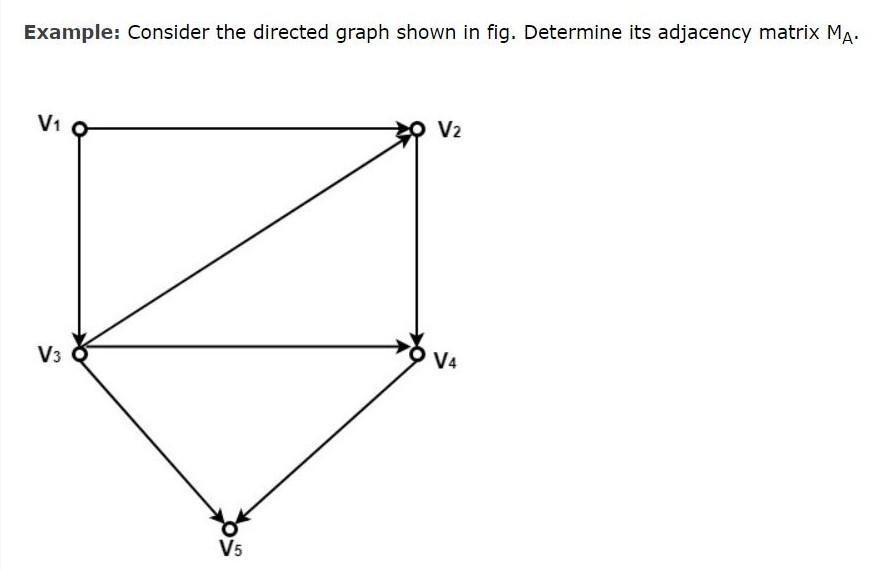 Example: Consider the directed graph shown in fig. Determine its adjacency matrix MA.
V1
V2
V3
V4
V5